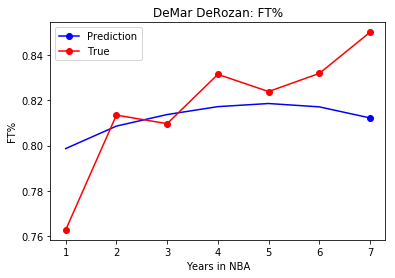 DeMar DeRozan: FT%
Prediction
True
FT%
0.84
0.82
0.80
0.78
0.76
1 2 3 4 5 6 7
Years in NBA